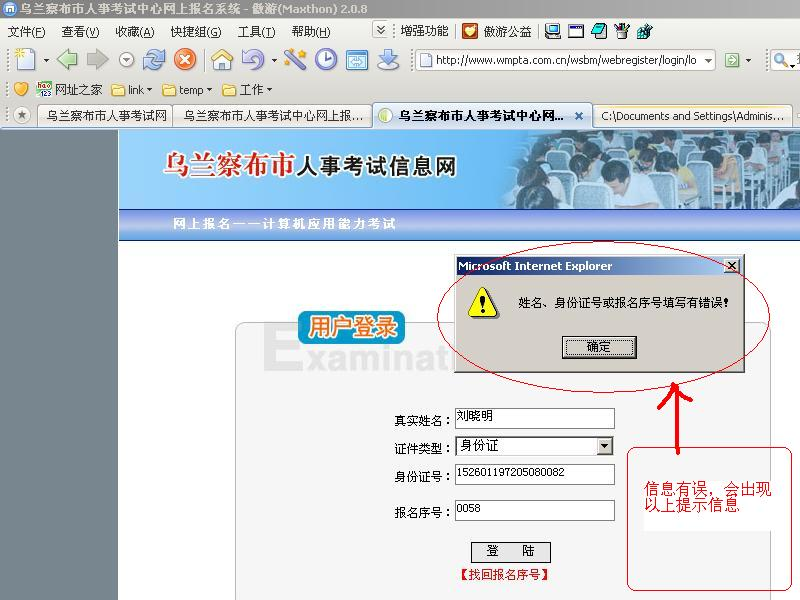 乌兰察布市人事考试中心网上报名系统 - 傲游(Maxthon) 2.0.8
文件(F) 查看(V) 收藏(A) 快捷组(G) 工具(T) 帮助(H) 增强功能 傲游公益
http://www.wmpta.com.cn/wsbm/webregister/login/lo
网址之家 link temp 工作
乌兰察布市人事考试网 乌兰察布市人事考试中心网上报... 乌兰察布市人事考试中心网... C:\Documents and Settings\Adminis...
乌兰察布市人事考试信息网
网上报名——计算机应用能力考试
Microsoft Internet Explorer
姓名、身份证号或报名序号填写有错误!
确定
用户登录
Examinati
真实姓名: 刘晓明
证件类型: 身份证
身份证号: 152601197205080082
报名序号: 0058
登 陆
【找回报名序号】
信息有误，会出现
以上提示信息